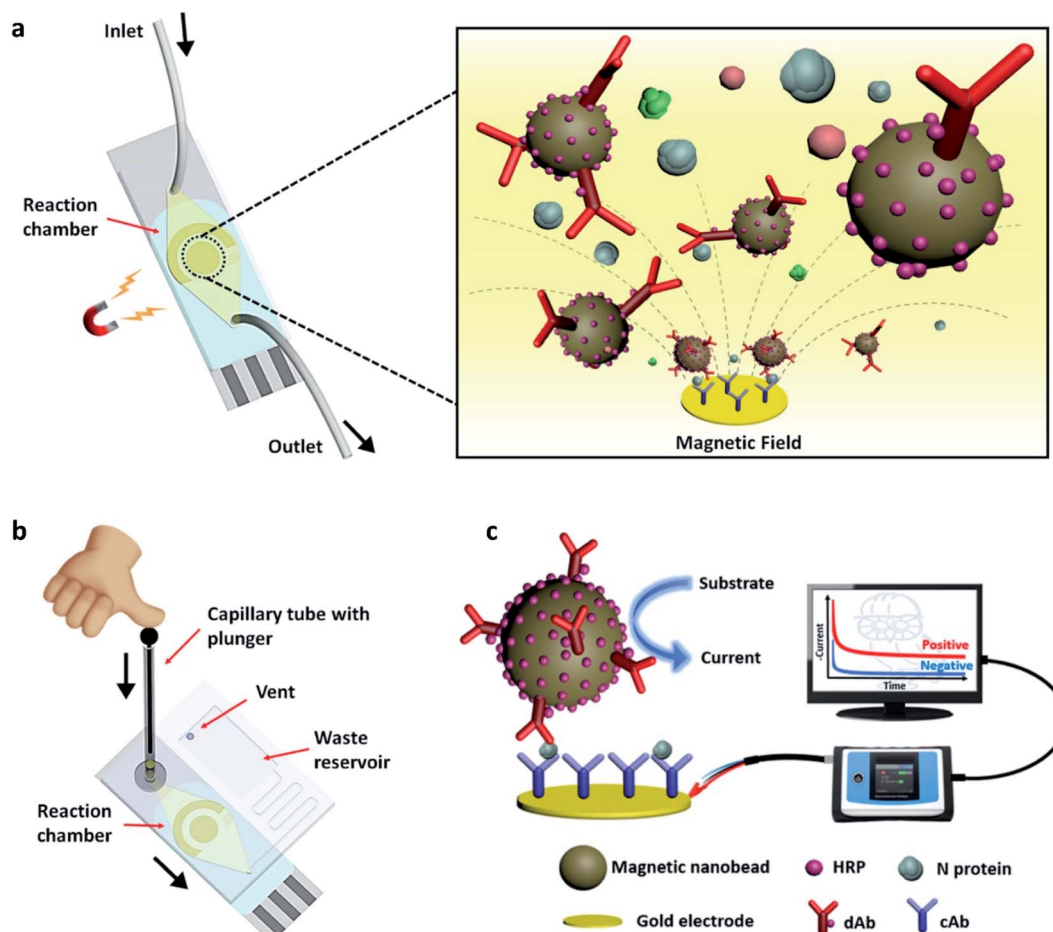 a
Inlet
Reaction
chamber
Outlet
Magnetic Field
b
Capillary tube with
plunger
Vent
Waste
reservoir
Reaction
chamber
c
Substrate
Current
-Current
Positive
Negative
Time
Magnetic nanobead
HRP
N protein
Gold electrode
dAb
cAb